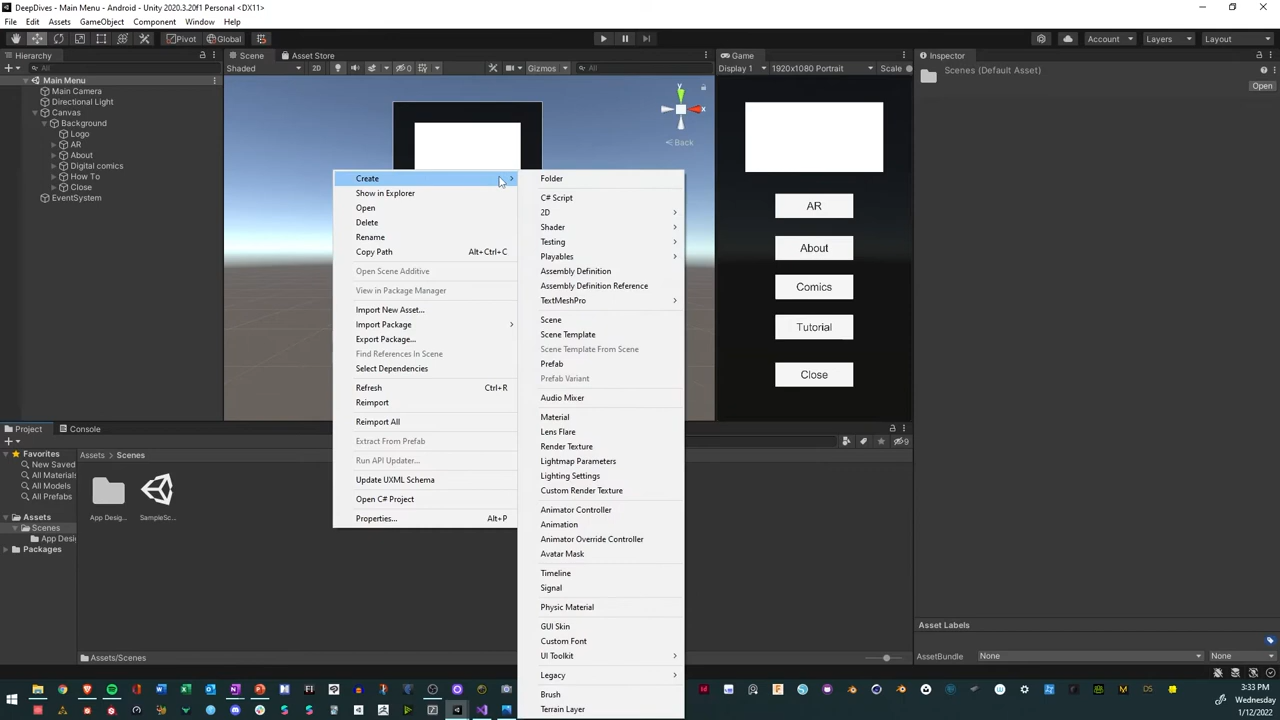 DeepDives - Main Menu - Android - Unity 2020.3.20f1 Personal <DX11>
File Edit Assets GameObject Component Window Help
Pivot Global Account Layers Layout
Hierarchy
All
Main Menu
Main Camera
Directional Light
Canvas
Background
Logo
AR
About
Digital comics
How To
Close
EventSystem
Scene Asset Store
Shaded 2D 0 Gizmos All
y
Back
Game
Display 1 1920x1080 Portrait Scale
AR
About
Comics
Tutorial
Close
Inspector
Scenes (Default Asset)
Open
Create
Show in Explorer
Open
Delete
Rename
Copy Path Alt+Ctrl+C
Open Scene Additive
View in Package Manager
Import New Asset...
Import Package
Export Package...
Find References In Scene
Select Dependencies
Refresh Ctrl+R
Reimport
Reimport All
Extract From Prefab
Run API Updater...
Update UXML Schema
Open C# Project
Properties... Alt+P
Folder
C# Script
2D
Shader
Testing
Playables
Assembly Definition
Assembly Definition Reference
TextMeshPro
Scene
Scene Template
Scene Template From Scene
Prefab
Prefab Variant
Audio Mixer
Material
Lens Flare
Render Texture
Lightmap Parameters
Lighting Settings
Custom Render Texture
Animator Controller
Animation
Animator Override Controller
Avatar Mask
Timeline
Signal
Physic Material
GUI Skin
Custom Font
UI Toolkit
Legacy
Brush
Terrain Layer
Project Console
9
Favorites
New Saved
All Materials
All Models
All Prefabs
Assets
Scenes
App Desi
Packages
Assets > Scenes
App Desig...
SampleSc...
Assets/Scenes
Asset Labels
AssetBundle None None
3:33 PM
Wednesday
1/12/2022